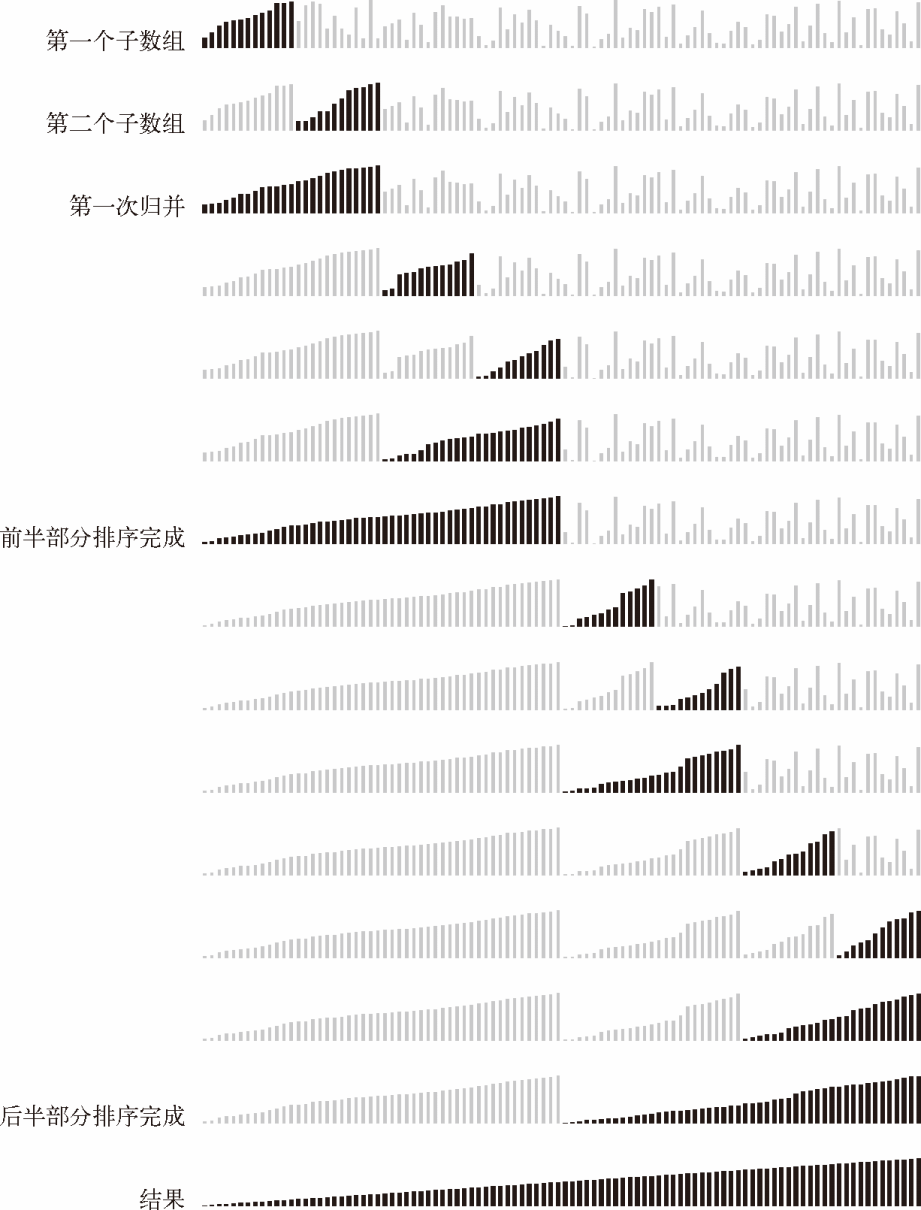 第一个子数组
第二个子数组
第一次归并
前半部分排序完成
后半部分排序完成
结果